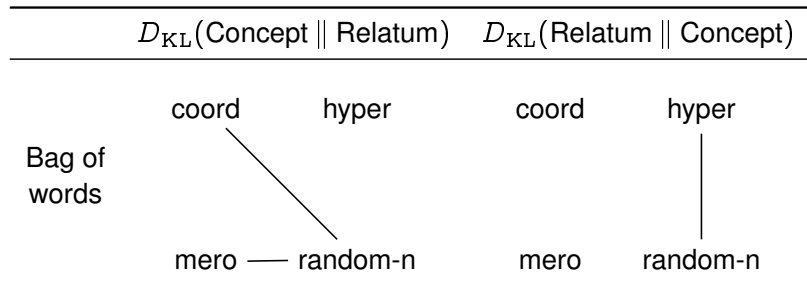 D_KL(Concept ∥ Relatum) D_KL(Relatum ∥ Concept)
coord hyper coord hyper
Bag of
words
mero random-n mero random-n